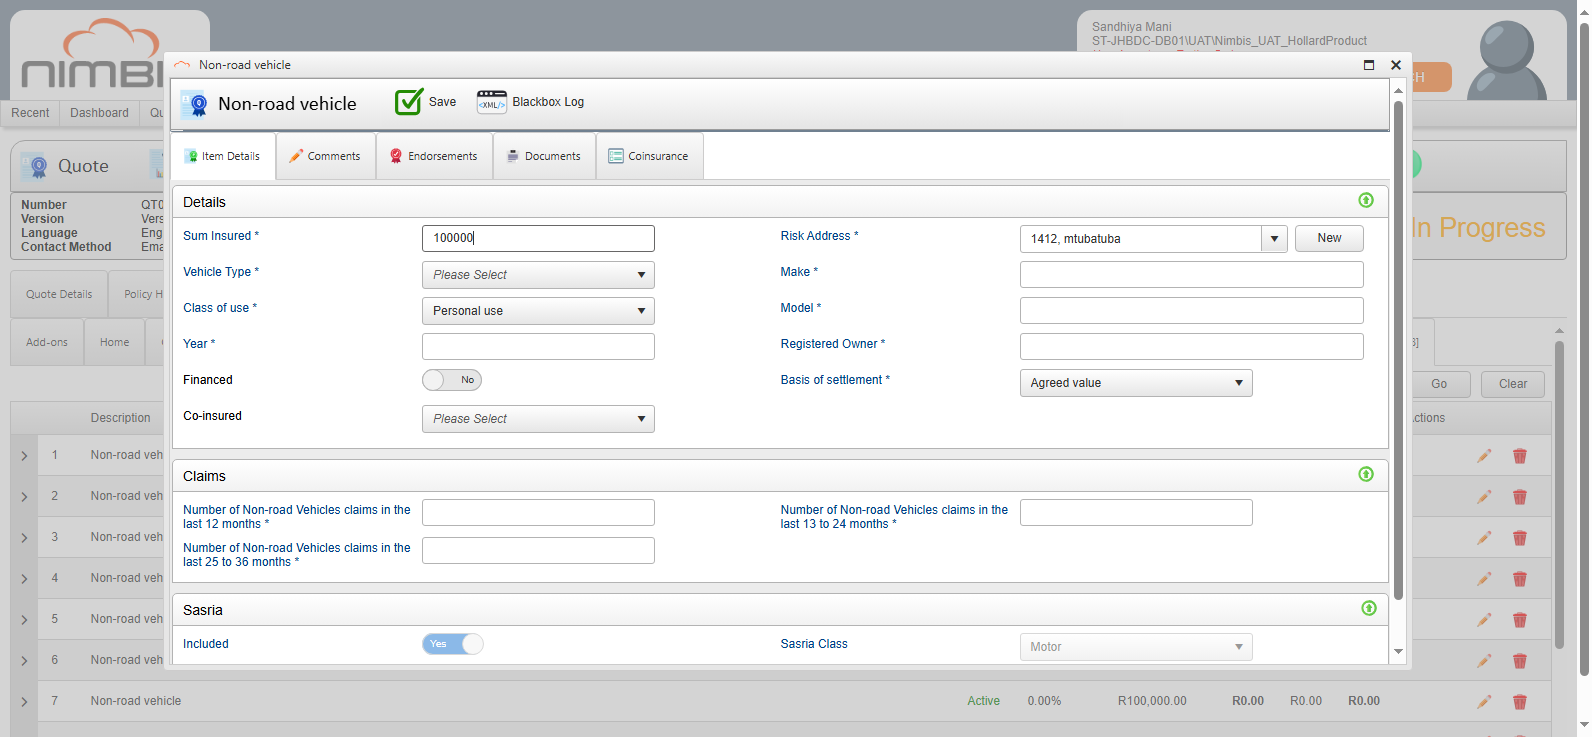 NIMBIS
Sandhiya Mani
ST-JHBDC-DB01\UAT\Nimbis_UAT_HollardProduct
Recent
Dashboard
Non-road vehicle
Non-road vehicle
Save
<XML/>
Blackbox Log
Item Details
Comments
Endorsements
Documents
Coinsurance
Quote
Number
QT0
Version
Vers
Language
Eng
Contact Method
Ema
In Progress
Quote Details
Policy H
Add-ons
Home
Details
Sum Insured *
100000
Risk Address *
1412, mtubatuba
New
Vehicle Type *
Please Select
Make *
Class of use *
Personal use
Model *
Year *
Registered Owner *
Financed
No
Basis of settlement *
Agreed value
Co-insured
Please Select
Go
Clear
Claims
Number of Non-road Vehicles claims in the
last 12 months *
Number of Non-road Vehicles claims in the
last 13 to 24 months *
Number of Non-road Vehicles claims in the
last 25 to 36 months *
Sasria
Included
Yes
Sasria Class
Motor
Description
ctions
1 Non-road veh
2 Non-road veh
3 Non-road veh
4 Non-road veh
5 Non-road veh
6 Non-road veh
7 Non-road vehicle Active 0.00% R100,000.00 R0.00 R0.00 R0.00